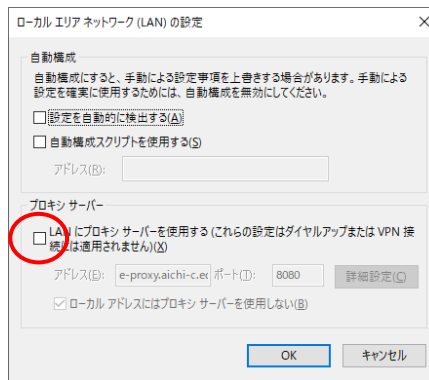 ローカル エリア ネットワーク (LAN) の設定
自動構成
自動構成にすると、手動による設定事項を上書きする場合があります。手動による
設定を確実に使用するためには、自動構成を無効にしてください。
設定を自動的に検出する(A)
自動構成スクリプトを使用する(S)
アドレス(R):
プロキシ サーバー
LAN にプロキシ サーバーを使用する (これらの設定はダイヤルアップまたは VPN 接
続には適用されません)(X)
アドレス(E): e-proxy.aichi-c.ec ポート(T): 8080 詳細設定(C)
ローカル アドレスにはプロキシ サーバーを使用しない(B)
OK キャンセル